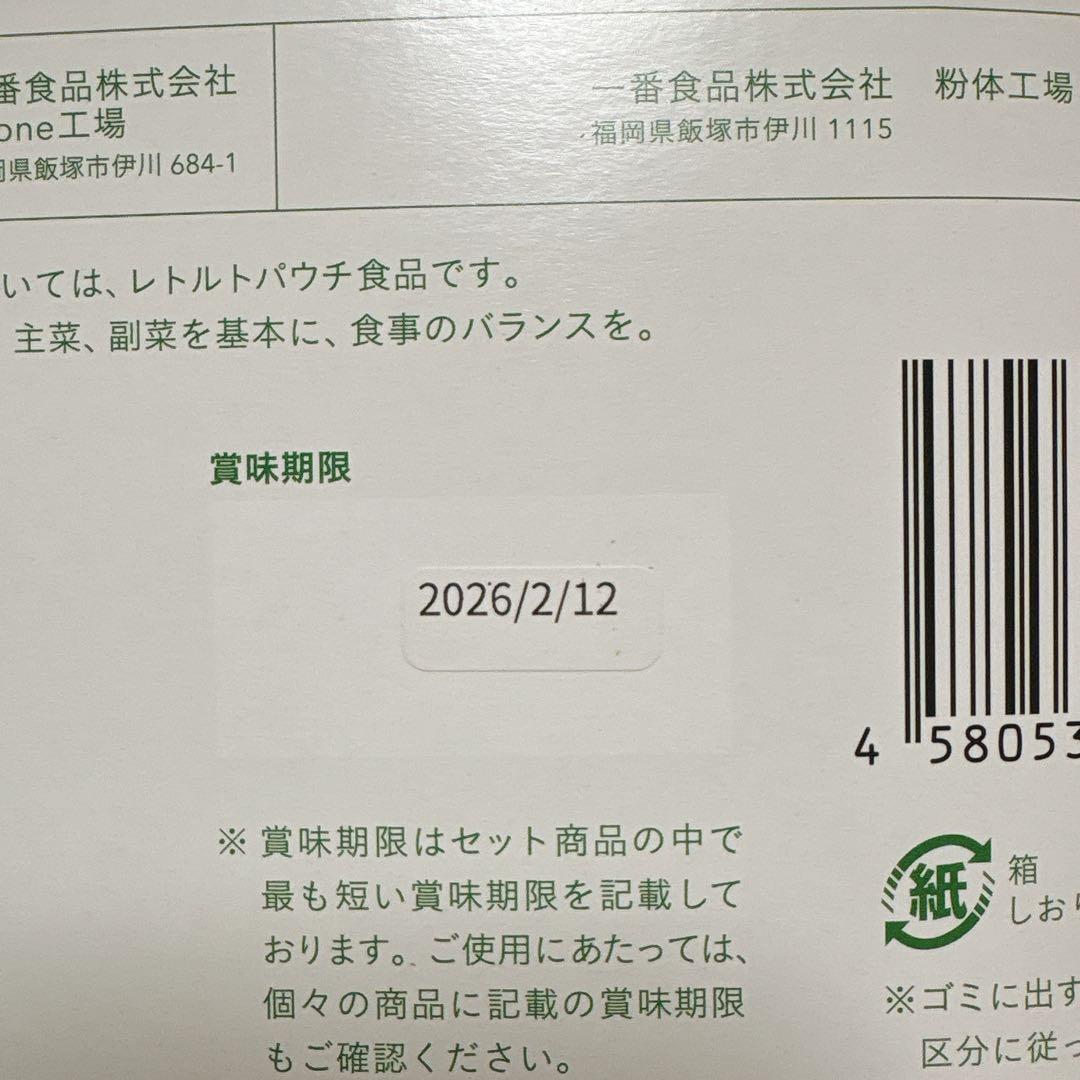 番食品株式会社
one工場
県飯塚市伊川 684-1
一番食品株式会社 粉体工場
福岡県飯塚市伊川 1115
いては、レトルトパウチ食品です。
主菜、副菜を基本に、食事のバランスを。
賞味期限
2026/2/12
4 58053
※ 賞味期限はセット商品の中で
最も短い賞味期限を記載して
おります。ご使用にあたっては、
個々の商品に記載の賞味期限
もご確認ください。
紙
箱
しお
※ゴミに出す
区分に従っ